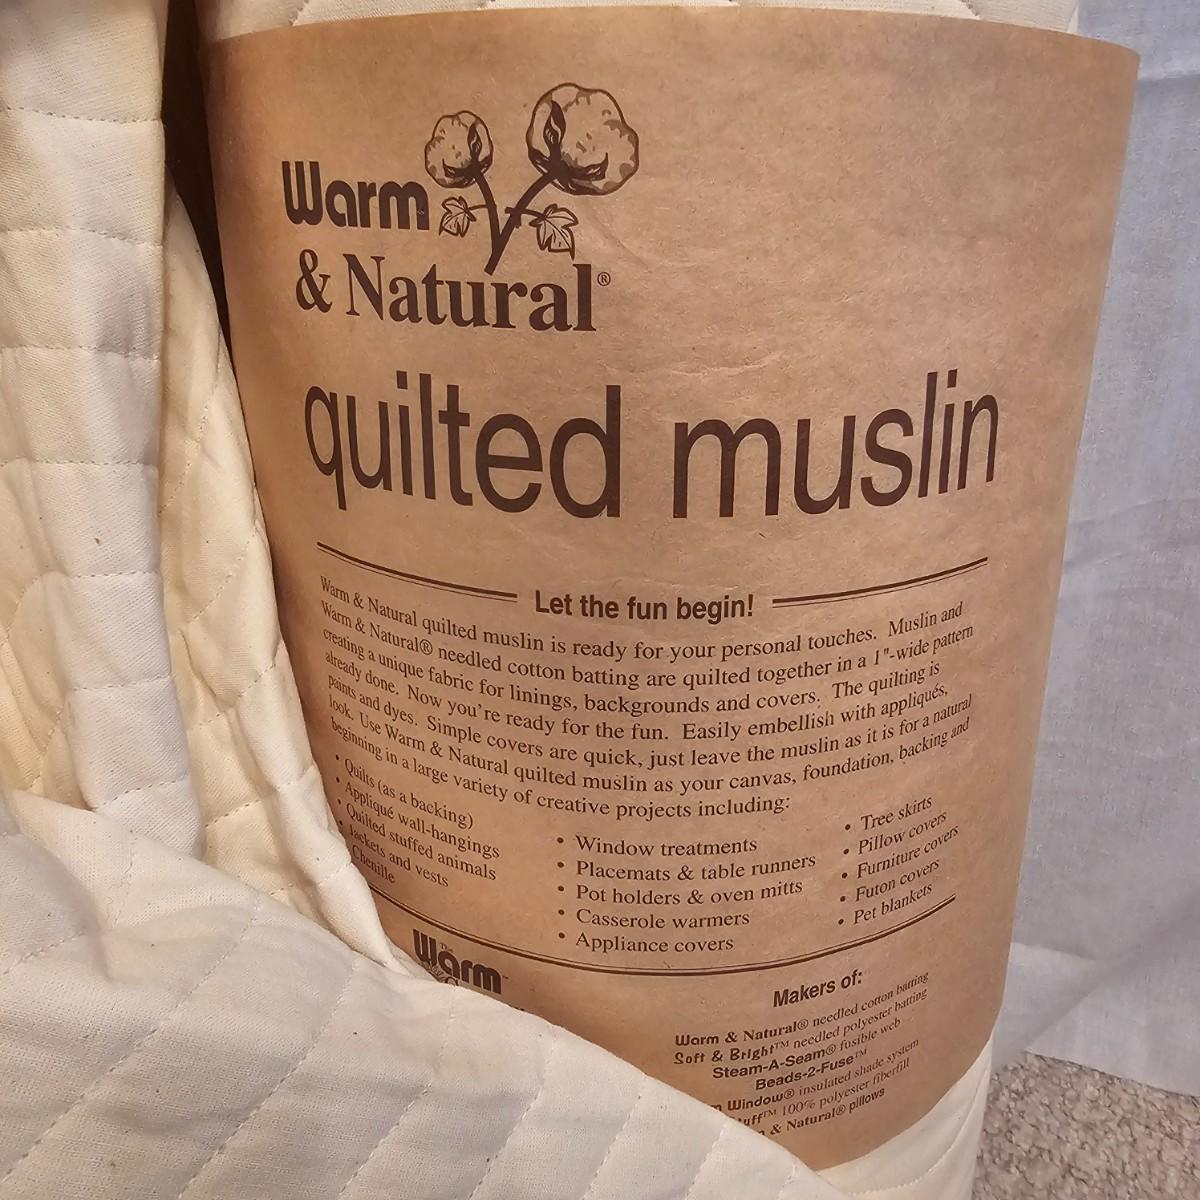 Warm
& Natural®
quilted muslin
Let the fun begin!
Warm & Natural quilted muslin is ready for your personal touches. Muslin and
Warm & Natural® needled cotton batting are quilted together in a 1"-wide pattern
creating a unique fabric for linings, backgrounds and covers. The quilting is
already done. Now you're ready for the fun. Easily embellish with appliqués,
paints and dyes. Simple covers are quick, just leave the muslin as it is for a natural
look. Use Warm & Natural quilted muslin as your canvas, foundation, backing and
beginning in a large variety of creative projects including:
• Quilts (as a backing)
• Appliqué wall-hangings
• Quilted stuffed animals
• Jackets and vests
Chenille
• Window treatments
• Placemats & table runners
• Pot holders & oven mitts
• Casserole warmers
• Appliance covers
• Tree skirts
• Pillow covers
• Furniture covers
• Futon covers
• Pet blankets
The
Warm™
Makers of:
Warm & Natural® needled cotton batting
Soft & Bright™ needled polyester batting
Steam-A-Seam® fusible web
Beads-2-Fuse™
Window® insulated shade system
100% polyester fiberfill
& Natural® pillows